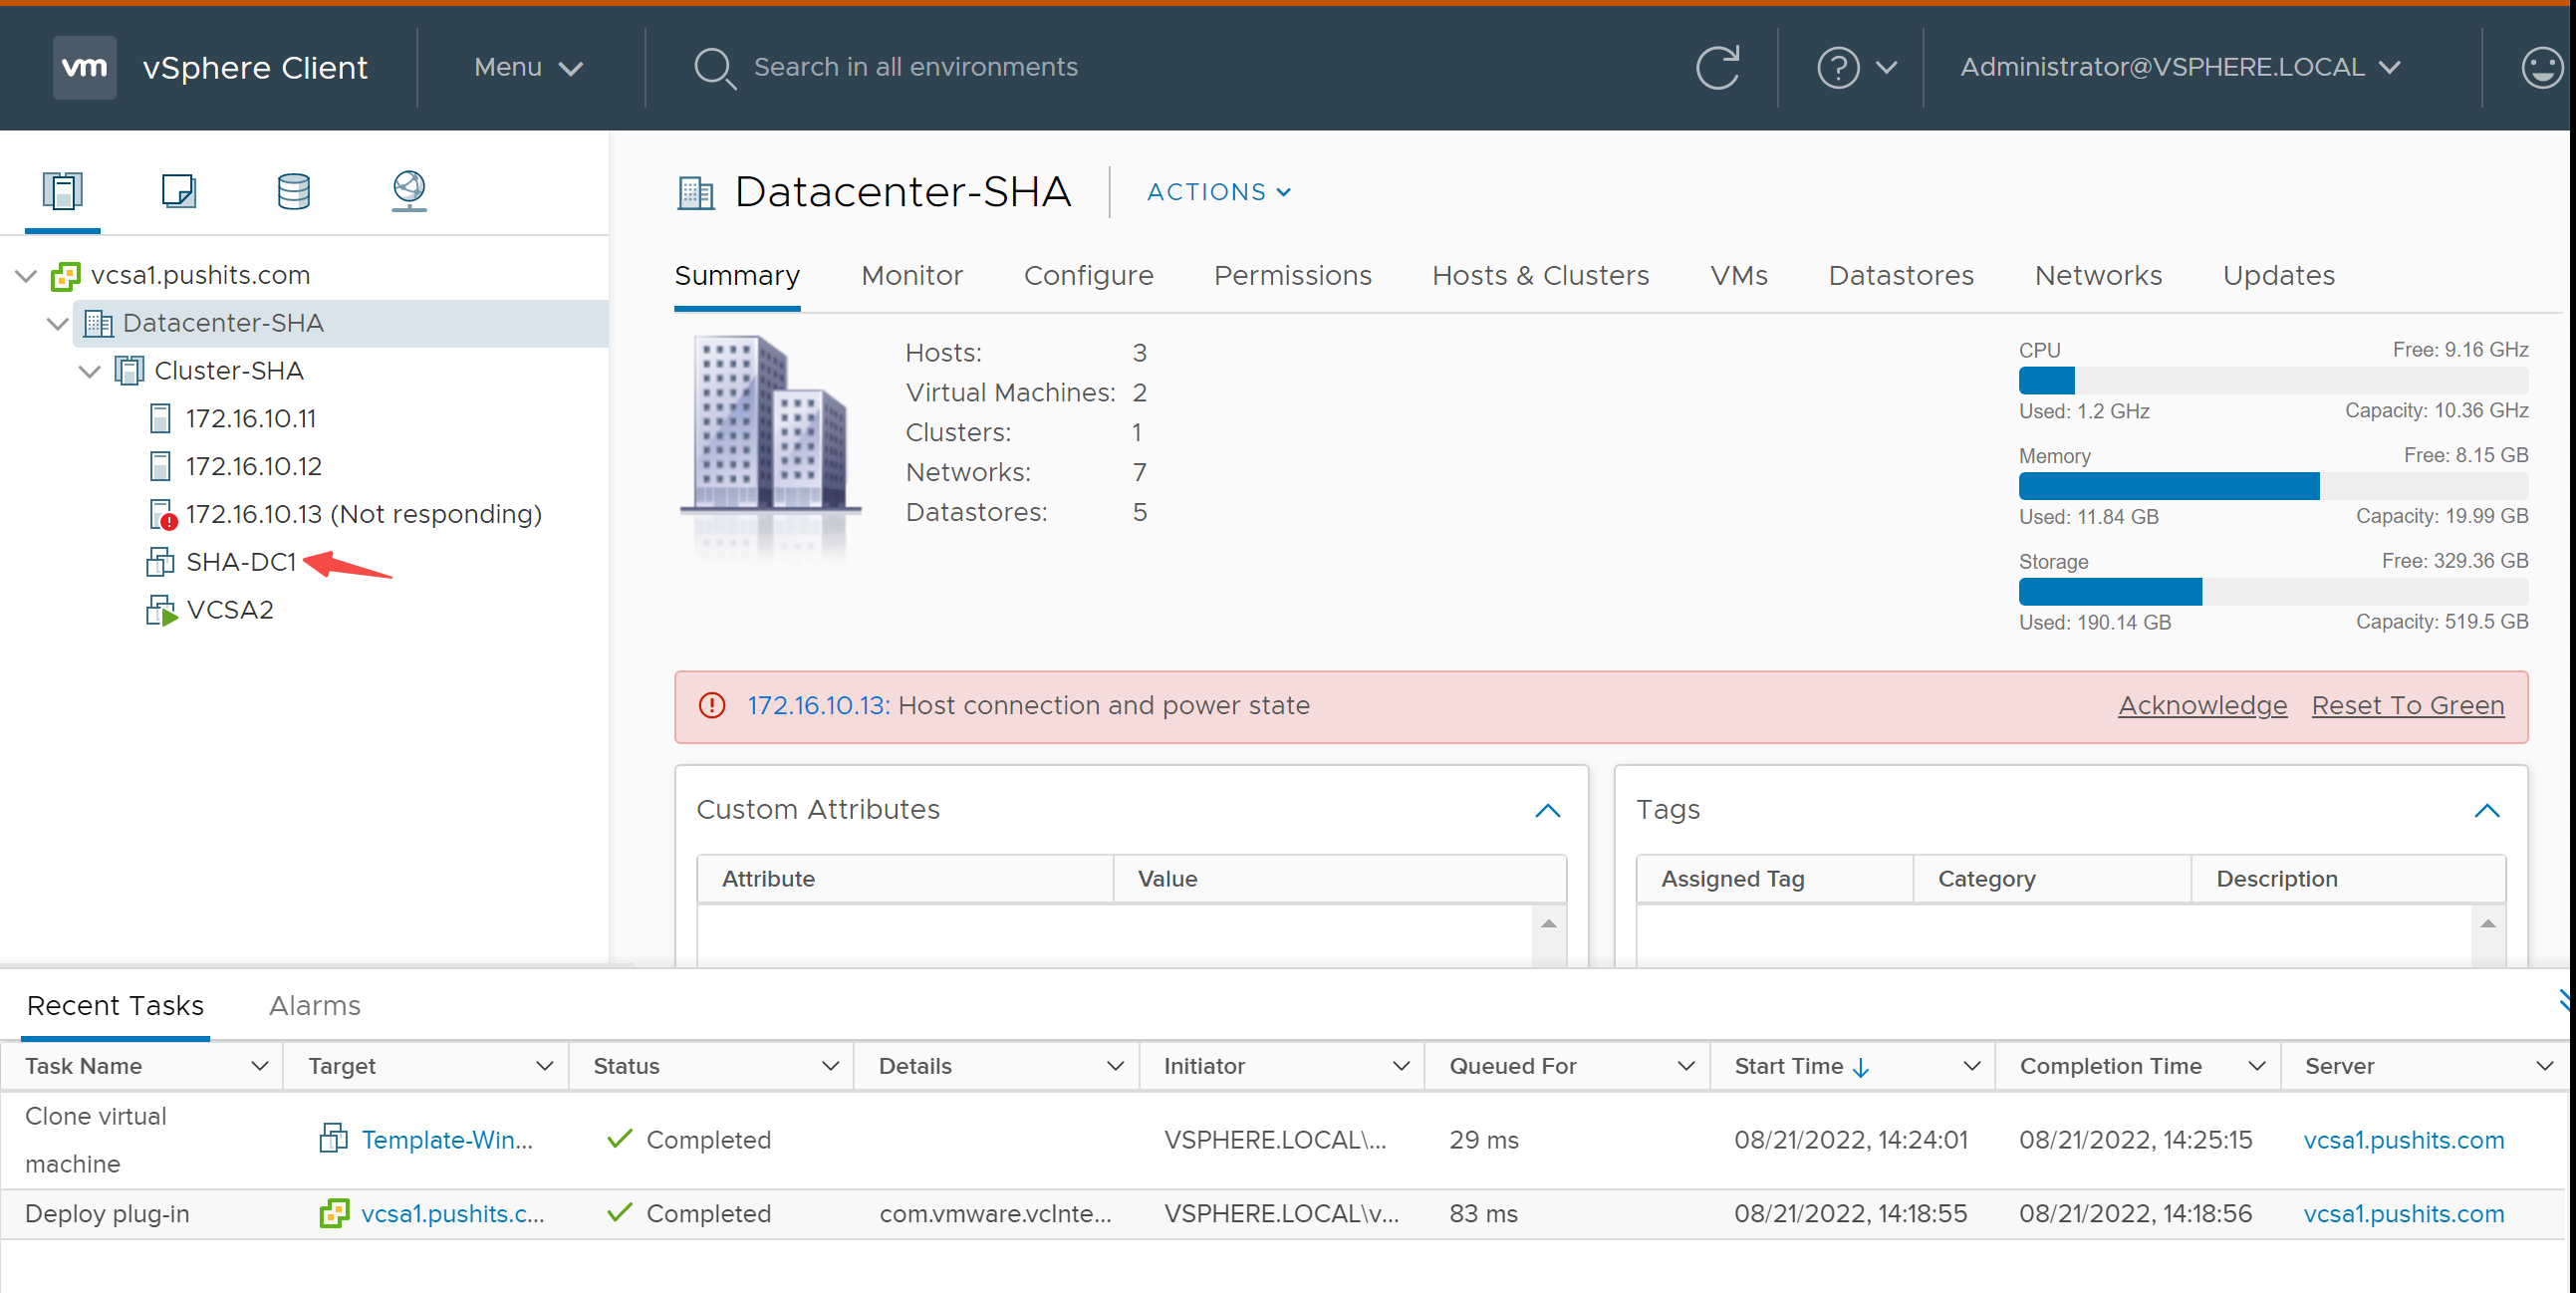 vm vSphere Client Menu Search in all environments Administrator@VSPHERE.LOCAL
Datacenter-SHA ACTIONS
Summary Monitor Configure Permissions Hosts & Clusters VMs Datastores Networks Updates
vcsa1.pushits.com
Datacenter-SHA
Cluster-SHA
172.16.10.11
172.16.10.12
172.16.10.13 (Not responding)
SHA-DC1
VCSA2
Hosts: 3
Virtual Machines: 2
Clusters: 1
Networks: 7
Datastores: 5
CPU Free: 9.16 GHz
Used: 1.2 GHz Capacity: 10.36 GHz
Memory Free: 8.15 GB
Used: 11.84 GB Capacity: 19.99 GB
Storage Free: 329.36 GB
Used: 190.14 GB Capacity: 519.5 GB
172.16.10.13: Host connection and power state Acknowledge Reset To Green
Custom Attributes
Attribute Value
Tags
Assigned Tag Category Description
Recent Tasks Alarms
Task Name Target Status Details Initiator Queued For Start Time Completion Time Server
Clone virtual machine Template-Win... Completed VSPHERE.LOCAL\... 29 ms 08/21/2022, 14:24:01 08/21/2022, 14:25:15 vcsa1.pushits.com
Deploy plug-in vcsa1.pushits.c... Completed com.vmware.vcInte... VSPHERE.LOCAL\v... 83 ms 08/21/2022, 14:18:55 08/21/2022, 14:18:56 vcsa1.pushits.com